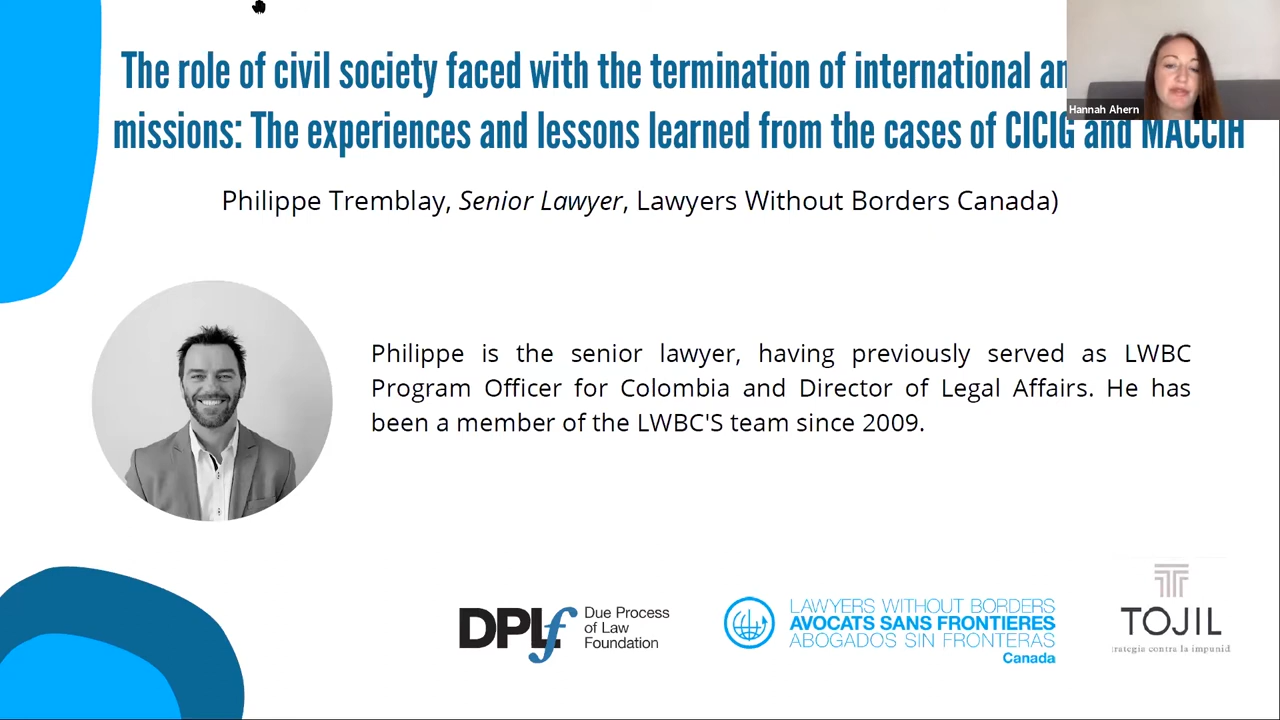 The role of civil society faced with the termination of international
missions: The experiences and lessons learned from the cases of CICIG and MACCIH
Hannah Ahern
Philippe Tremblay, Senior Lawyer, Lawyers Without Borders Canada)
Philippe is the senior lawyer, having previously served as LWBC
Program Officer for Colombia and Director of Legal Affairs. He has
been a member of the LWBC'S team since 2009.
DPLf
Due Process
of Law
Foundation
LAWYERS WITHOUT BORDERS
AVOCATS SANS FRONTIERES
ABOGADOS SIN FRONTERAS
Canada
TOJIL
contra la